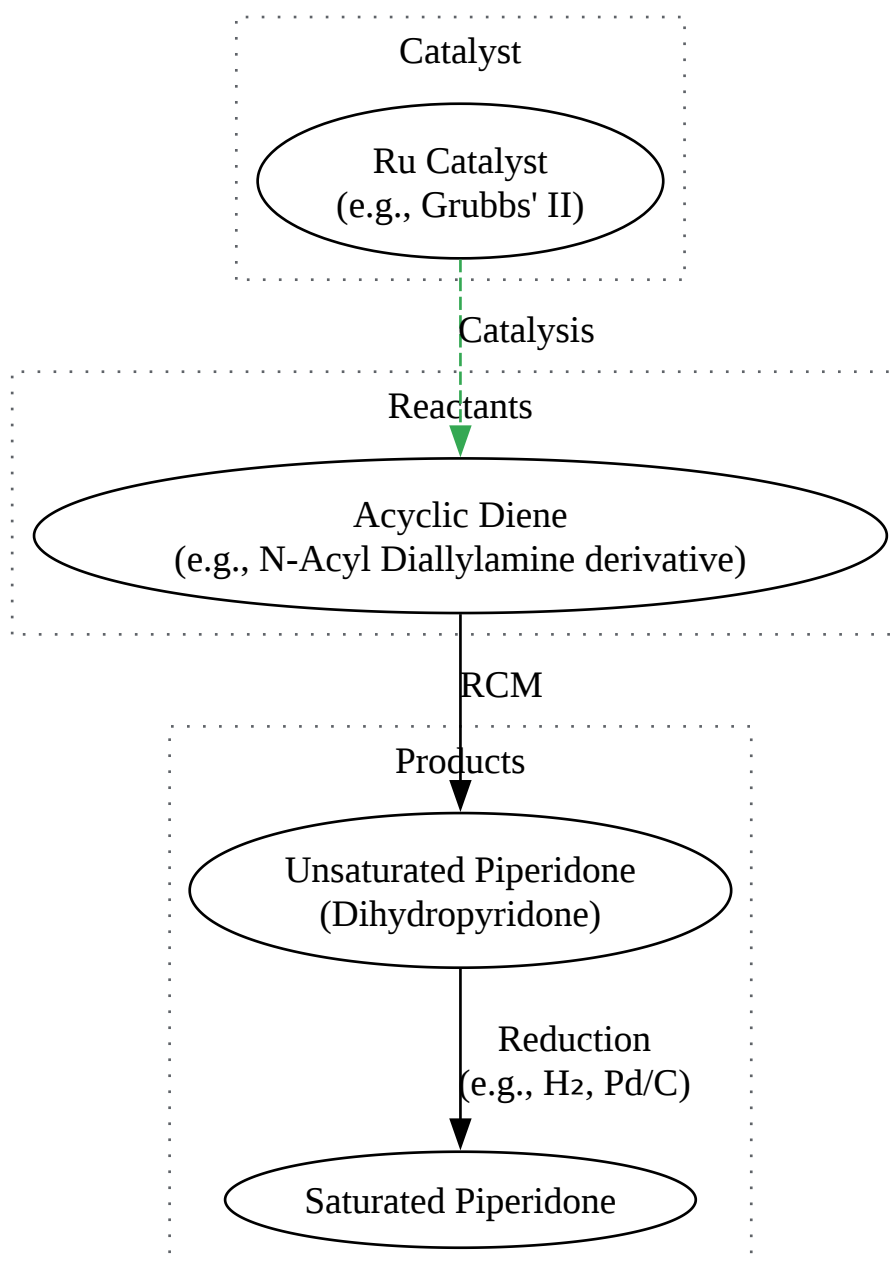 Catalyst
Ru Catalyst
(e.g., Grubbs' II)
Catalysis
Reactants
Acyclic Diene
(e.g., N-Acyl Diallylamine derivative)
RCM
Products
Unsaturated Piperidone
(Dihydropyridone)
Reduction
(e.g., H₂, Pd/C)
Saturated Piperidone